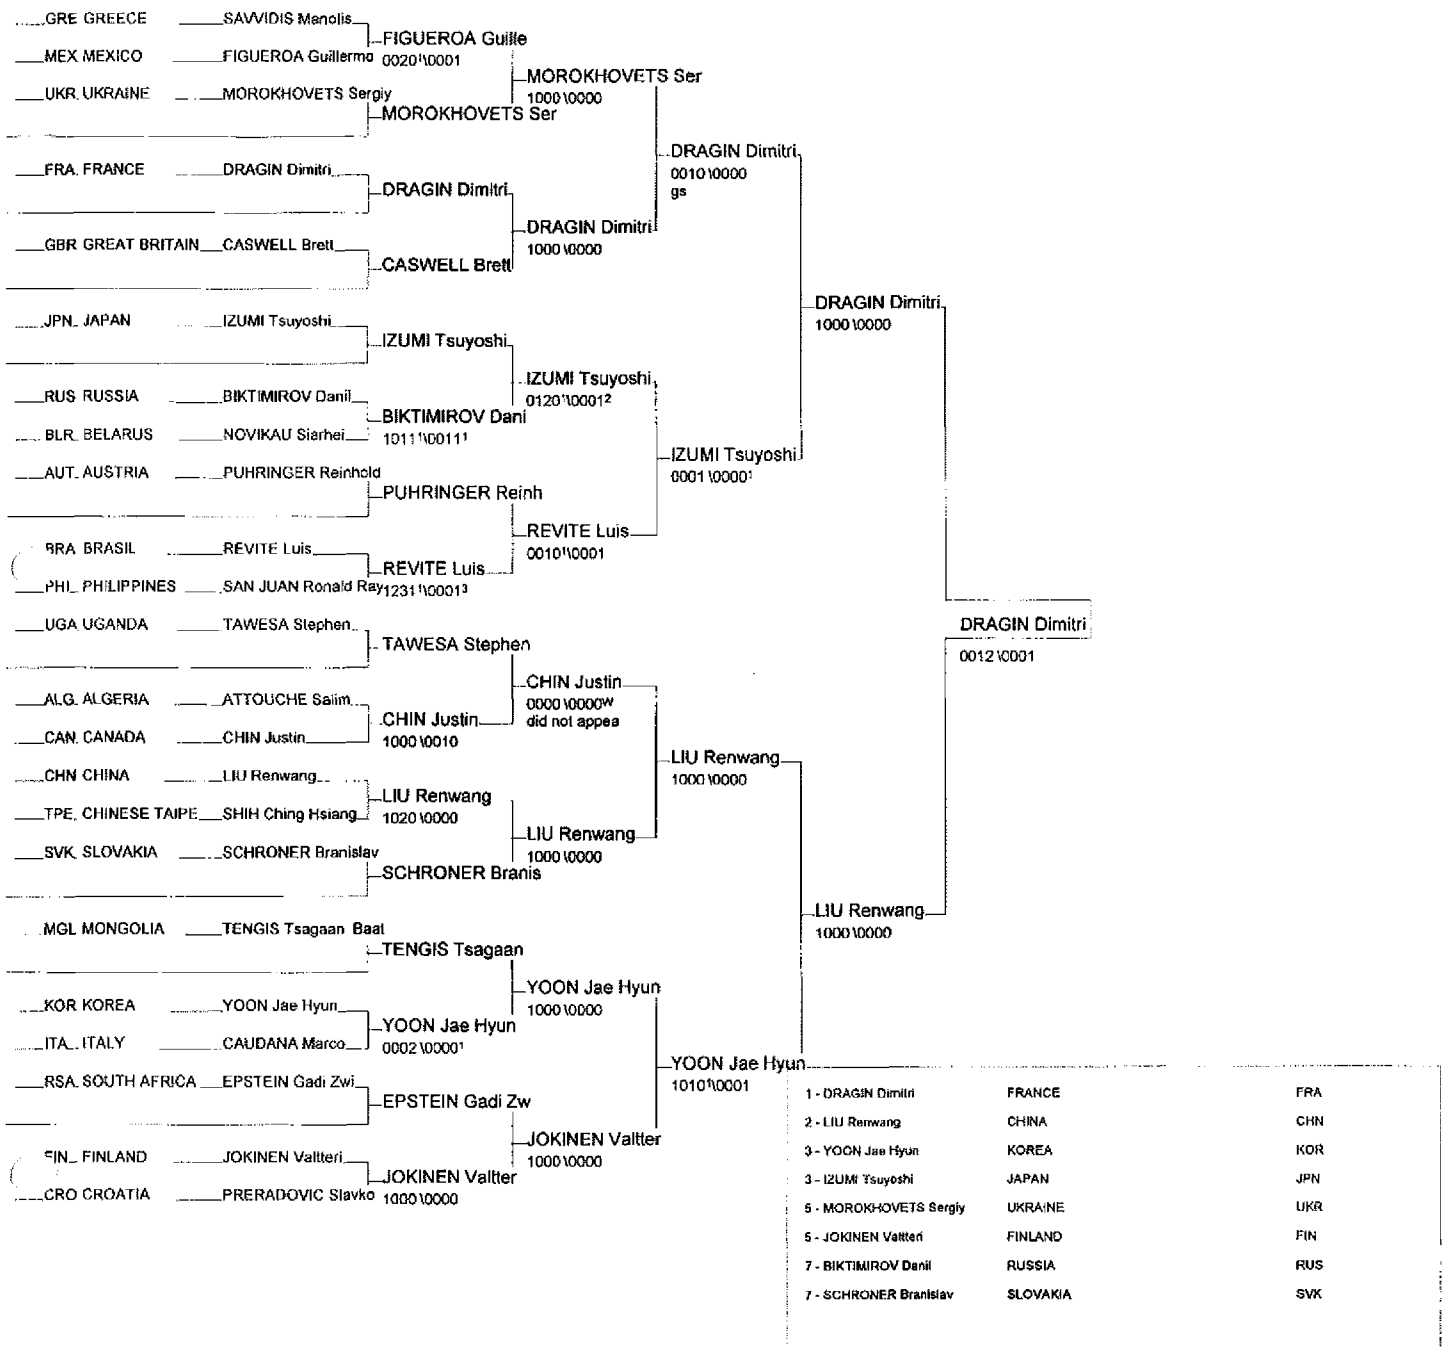 GRE GREECE SAVVIDIS Manolis
FIGUEROA Guille
MEX MEXICO FIGUEROA Guillermo 0020¹\0001
MOROKHOVETS Ser
1000\0000
UKR UKRAINE MOROKHOVETS Sergiy
MOROKHOVETS Ser
DRAGIN Dimitri
0010\0000
gs
FRA FRANCE DRAGIN Dimitri
DRAGIN Dimitri
DRAGIN Dimitri
1000\0000
GBR GREAT BRITAIN CASWELL Brett
CASWELL Brett
DRAGIN Dimitri
1000\0000
JPN JAPAN IZUMI Tsuyoshi
IZUMI Tsuyoshi
IZUMI Tsuyoshi
0120¹\0001²
RUS RUSSIA BIKTIMIROV Danil
BIKTIMIROV Dani
BLR BELARUS NOVIKAU Siarhei 1011¹\0011¹
IZUMI Tsuyoshi
0001\0000¹
AUT AUSTRIA PUHRINGER Reinhold
PUHRINGER Reinh
REVITE Luis
0010¹\0001
BRA BRASIL REVITE Luis
REVITE Luis
PHI PHILIPPINES SAN JUAN Ronald Ray 1231¹\0001³
DRAGIN Dimitri
0012\0001
UGA UGANDA TAWESA Stephen
TAWESA Stephen
CHIN Justin
0000\0000W
did not appea
ALG ALGERIA ATTOUCHE Salim
CHIN Justin
CAN CANADA CHIN Justin 1000\0010
LIU Renwang
1000\0000
CHN CHINA LIU Renwang
LIU Renwang
TPE CHINESE TAIPE SHIH Ching Hsiang 1020\0000
LIU Renwang
1000\0000
SVK SLOVAKIA SCHRONER Branislav
SCHRONER Branis
LIU Renwang
1000\0000
MGL MONGOLIA TENGIS Tsagaan Baat
TENGIS Tsagaan
YOON Jae Hyun
1000\0000
KOR KOREA YOON Jae Hyun
YOON Jae Hyun
ITA ITALY CAUDANA Marco 0002\0000¹
YOON Jae Hyun
1010¹\0001
RSA SOUTH AFRICA EPSTEIN Gadi Zwi
EPSTEIN Gadi Zw
JOKINEN Valtter
1000\0000
FIN FINLAND JOKINEN Valtteri
JOKINEN Valtter
CRO CROATIA PRERADOVIC Slavko 1000\0000
1 - DRAGIN Dimitri FRANCE FRA
2 - LIU Renwang CHINA CHN
3 - YOON Jae Hyun KOREA KOR
3 - IZUMI Tsuyoshi JAPAN JPN
5 - MOROKHOVETS Sergiy UKRAINE UKR
5 - JOKINEN Valtteri FINLAND FIN
7 - BIKTIMIROV Danil RUSSIA RUS
7 - SCHRONER Branislav SLOVAKIA SVK